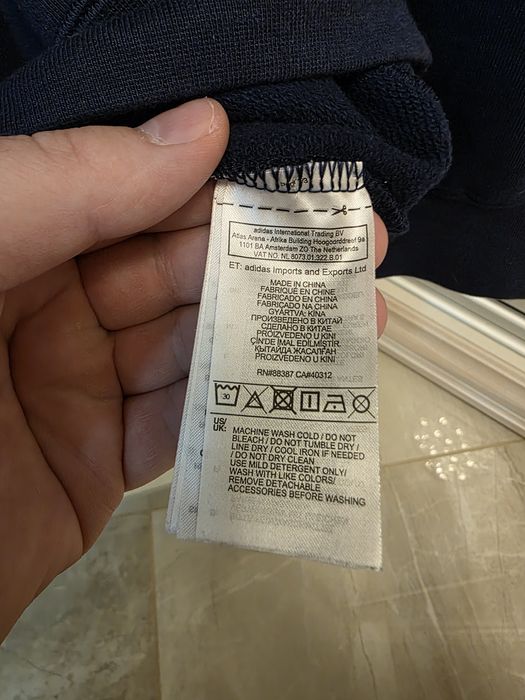 adidas International Trading BV
Atlas Arena - Afrika Building Hoogoorddreef 9a
1101 BA Amsterdam ZO The Netherlands
VAT NO. NL 8073.01.322.B.01
ET: adidas Imports and Exports Ltd
MADE IN CHINA
FABRIQUÉ EN CHINE
FABRICADO EN CHINA
FABRICADO NA CHINA
GYÁRTVA: KÍNA
ПРОИЗВЕДЕНО В КИТАЙ
СДЕЛАНО В КИТАЕ
PROIZVEDENO U KINI
ÇİN'DE İMAL EDİLMİŞTİR.
ҚЫТАЙДА ЖАСАЛҒАН
PROIZVEDENO U KINI
RN#88387 CA#40312
30
US/
UK:
MACHINE WASH COLD / DO NOT
BLEACH / DO NOT TUMBLE DRY /
LINE DRY / COOL IRON IF NEEDED
/ DO NOT DRY CLEAN
USE MILD DETERGENT ONLY/
WASH WITH LIKE COLORS/
REMOVE DETACHABLE
ACCESSORIES BEFORE WASHING